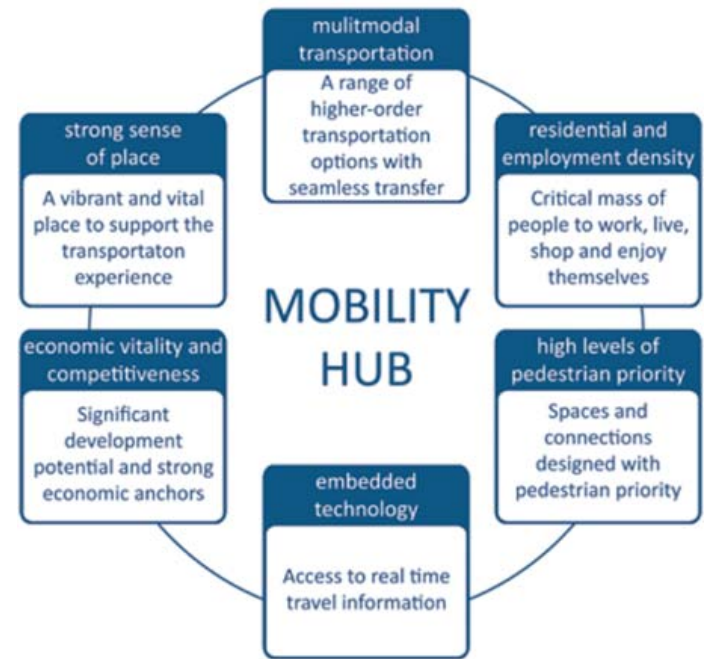 mulitmodal
transportation
A range of
higher-order
transportation
options with
seamless transfer
residential and
employment density
Critical mass of
people to work, live,
shop and enjoy
themselves
high levels of
pedestrian priority
Spaces and
connections
designed with
pedestrian priority
embedded
technology
Access to real time
travel information
economic vitality and
competitiveness
Significant
development
potential and strong
economic anchors
strong sense
of place
A vibrant and vital
place to support the
transportaton
experience
MOBILITY
HUB